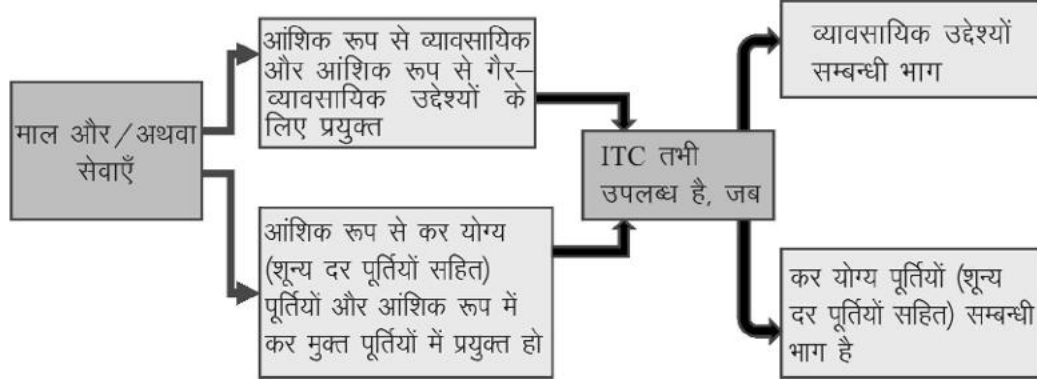 माल और/अथवा
सेवाएँ
आंशिक रूप से व्यावसायिक
और आंशिक रूप से गैर–
व्यावसायिक उद्देश्यों के
लिए प्रयुक्त
आंशिक रूप से कर योग्य
(शून्य दर पूर्तियों सहित)
पूर्तियों और आंशिक रूप में
कर मुक्त पूर्तियों में प्रयुक्त हो
ITC तभी
उपलब्ध है, जब
व्यावसायिक उद्देश्यों
सम्बन्धी भाग
कर योग्य पूर्तियों (शून्य
दर पूर्तियों सहित) सम्बन्धी
भाग है